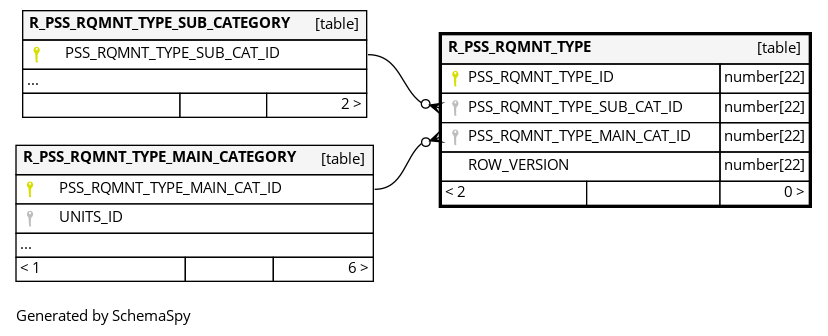 R_PSS_RQMNT_TYPE_SUB_CATEGORY [table]
PSS_RQMNT_TYPE_SUB_CAT_ID
...
2 >
R_PSS_RQMNT_TYPE_MAIN_CATEGORY [table]
PSS_RQMNT_TYPE_MAIN_CAT_ID
UNITS_ID
...
< 1 6 >
R_PSS_RQMNT_TYPE [table]
PSS_RQMNT_TYPE_ID number[22]
PSS_RQMNT_TYPE_SUB_CAT_ID number[22]
PSS_RQMNT_TYPE_MAIN_CAT_ID number[22]
ROW_VERSION number[22]
< 2 0 >
Generated by SchemaSpy